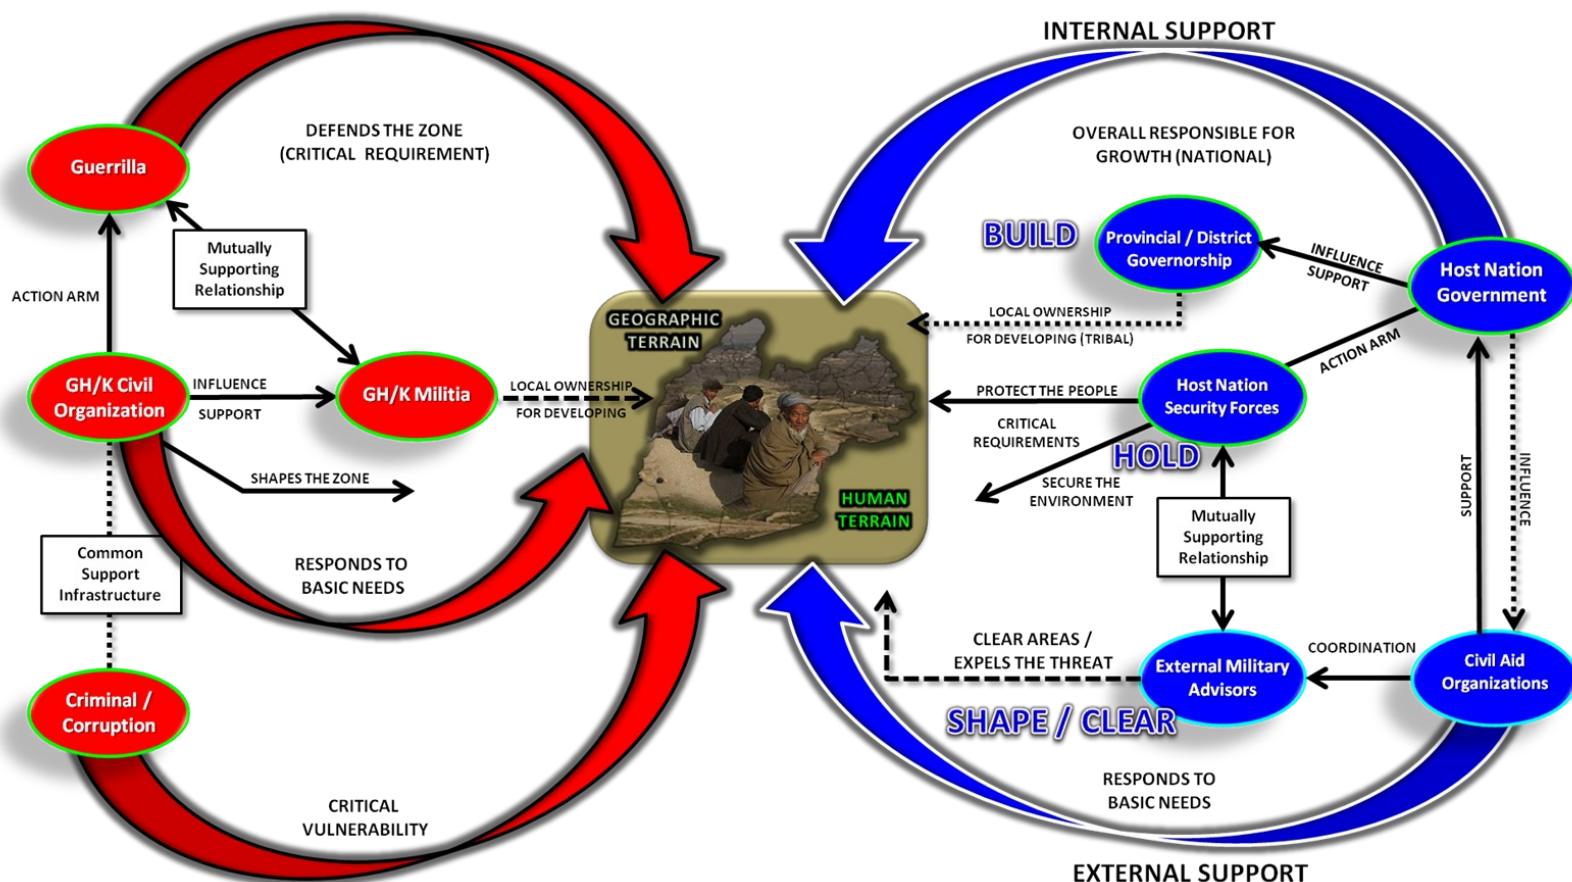 INTERNAL SUPPORT
DEFENDS THE ZONE
(CRITICAL REQUIREMENT)
OVERALL RESPONSIBLE FOR
GROWTH (NATIONAL)
Guerrilla
Mutually
Supporting
Relationship
ACTION ARM
BUILD
Provincial / District
Governorship
INFLUENCE
SUPPORT
Host Nation
Government
GEOGRAPHIC
TERRAIN
LOCAL OWNERSHIP
FOR DEVELOPING (TRIBAL)
ACTION ARM
GH/K Civil
Organization
INFLUENCE
SUPPORT
GH/K Militia
LOCAL OWNERSHIP
FOR DEVELOPING
PROTECT THE PEOPLE
Host Nation
Security Forces
CRITICAL
REQUIREMENTS
HOLD
SHAPES THE ZONE
SECURE THE
ENVIRONMENT
HUMAN
TERRAIN
SUPPORT
INFLUENCE
Mutually
Supporting
Relationship
Common
Support
Infrastructure
RESPONDS TO
BASIC NEEDS
CLEAR AREAS /
EXPELS THE THREAT
External Military
Advisors
COORDINATION
Civil Aid
Organizations
SHAPE / CLEAR
Criminal /
Corruption
CRITICAL
VULNERABILITY
RESPONDS TO
BASIC NEEDS
EXTERNAL SUPPORT